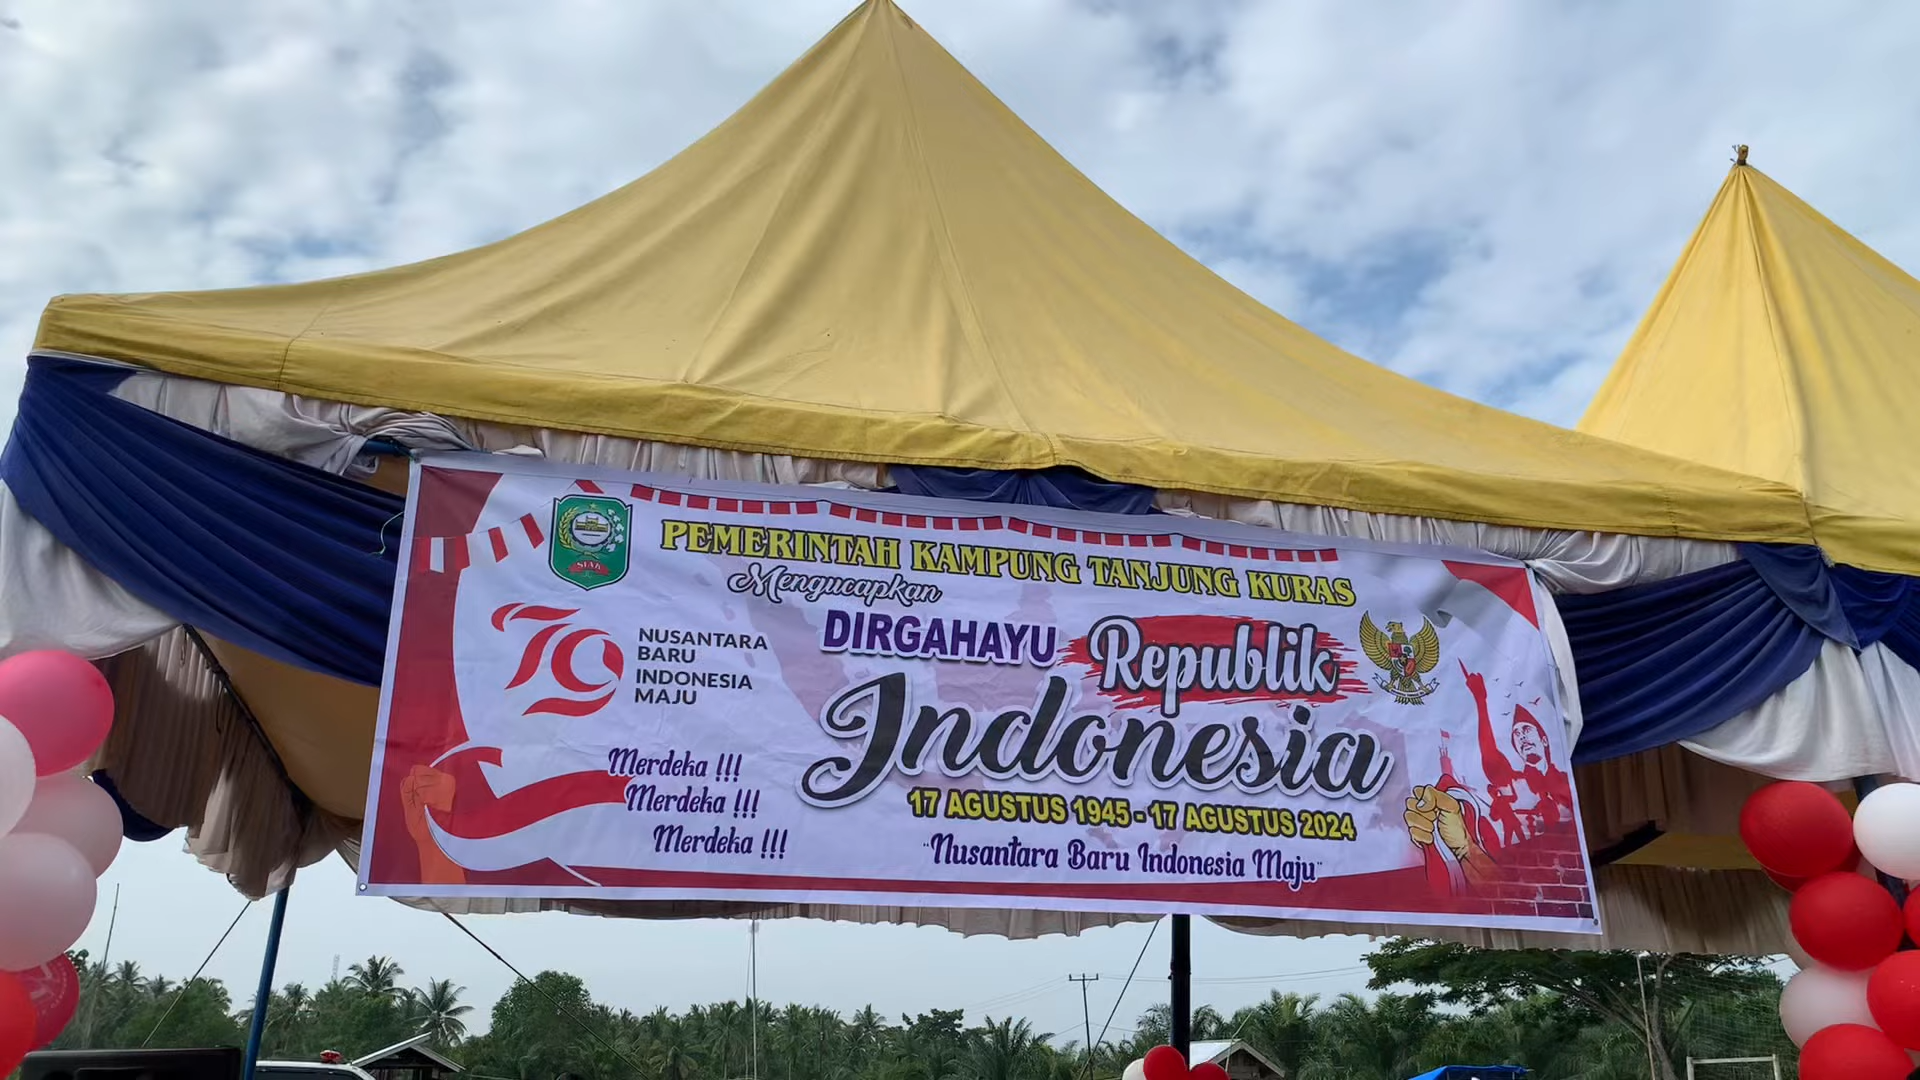 SIAK
PEMERINTAH KAMPUNG TANJUNG KURAS
Mengucapkan
DIRGAHAYU Republik
Indonesia
79 NUSANTARA
BARU
INDONESIA
MAJU
Merdeka !!!
Merdeka !!!
Merdeka !!!
17 AGUSTUS 1945 - 17 AGUSTUS 2024
"Nusantara Baru Indonesia Maju"